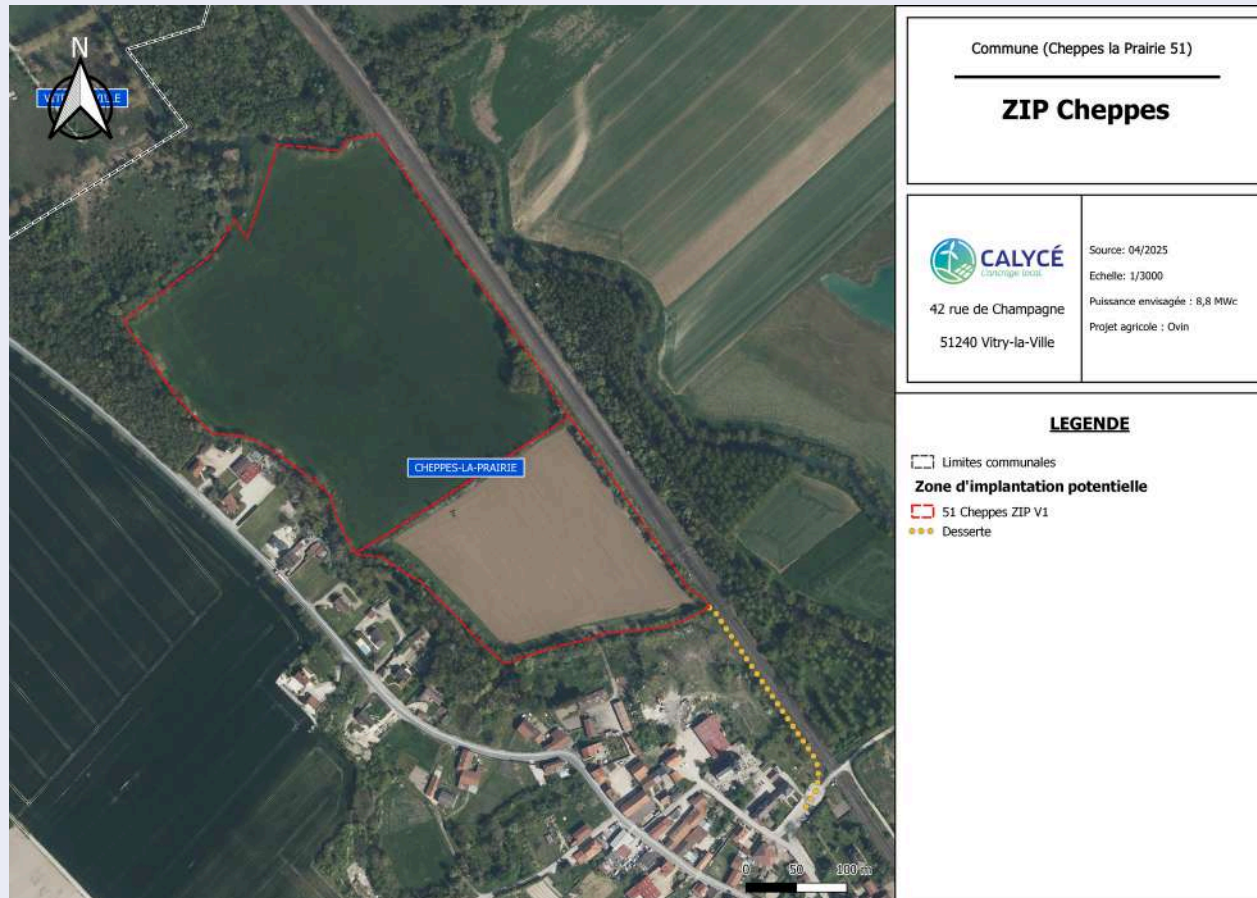 N
Commune (Cheppes la Prairie 51)
ZIP Cheppes
CALYCÉ
L'ancrage local
42 rue de Champagne
51240 Vitry-la-Ville
Source: 04/2025
Echelle: 1/3000
Puissance envisagée : 8,8 MWc
Projet agricole : Ovin
LEGENDE
Limites communales
Zone d'implantation potentielle
51 Cheppes ZIP V1
Desserte
CHEPPES-LA-PRAIRIE
0 50 100 m